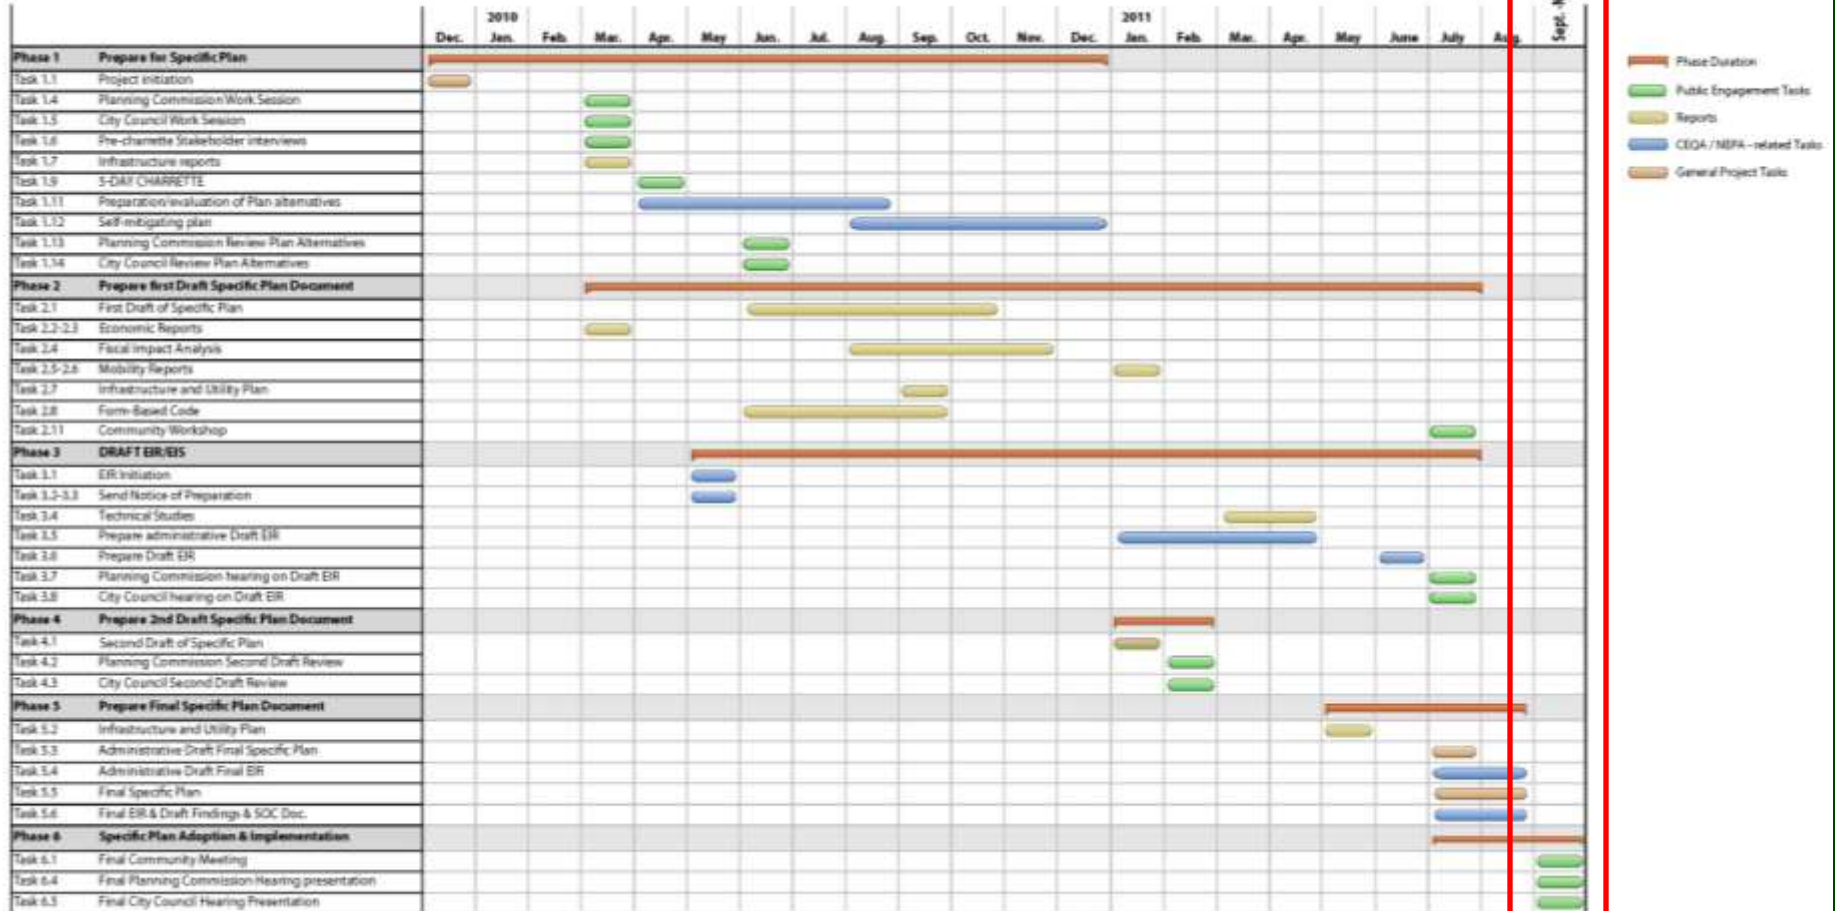 2010 2011
Dec. Jan. Feb. Mar. Apr. May Jun. Jul. Aug. Sep. Oct. Nov. Dec. Jan. Feb. Mar. Apr. May June July Aug. Sept.
Phase 1 Prepare for Specific Plan
Task 1.1 Project initiation
Task 1.4 Planning Commission Work Session
Task 1.5 City Council Work Session
Task 1.6 Pre-charrette Stakeholder interviews
Task 1.7 Infrastructure reports
Task 1.9 5-DAY CHARRETTE
Task 1.11 Preparation/evaluation of Plan alternatives
Task 1.12 Self-mitigating plan
Task 1.13 Planning Commission Review Plan Alternatives
Task 1.14 City Council Review Plan Alternatives
Phase 2 Prepare first Draft Specific Plan Document
Task 2.1 First Draft of Specific Plan
Task 2.2-2.3 Economic Reports
Task 2.4 Fiscal Impact Analysis
Task 2.5-2.6 Mobility Reports
Task 2.7 Infrastructure and Utility Plan
Task 2.8 Form-Based Code
Task 2.11 Community Workshop
Phase 3 DRAFT EIR/EIS
Task 3.1 EIR Initiation
Task 3.2-3.3 Send Notice of Preparation
Task 3.4 Technical Studies
Task 3.5 Prepare administrative Draft EIR
Task 3.6 Prepare Draft EIR
Task 3.7 Planning Commission hearing on Draft EIR
Task 3.8 City Council hearing on Draft EIR
Phase 4 Prepare 2nd Draft Specific Plan Document
Task 4.1 Second Draft of Specific Plan
Task 4.2 Planning Commission Second Draft Review
Task 4.3 City Council Second Draft Review
Phase 5 Prepare Final Specific Plan Document
Task 5.2 Infrastructure and Utility Plan
Task 5.3 Administrative Draft Final Specific Plan
Task 5.4 Administrative Draft Final EIR
Task 5.5 Final Specific Plan
Task 5.6 Final EIR & Draft Findings & SOC Doc.
Phase 6 Specific Plan Adoption & Implementation
Task 6.1 Final Community Meeting
Task 6.4 Final Planning Commission Hearing presentation
Task 6.5 Final City Council Hearing Presentation
Phase Duration
Public Engagement Tasks
Reports
CEQA / NEPA - related Tasks
General Project Tasks